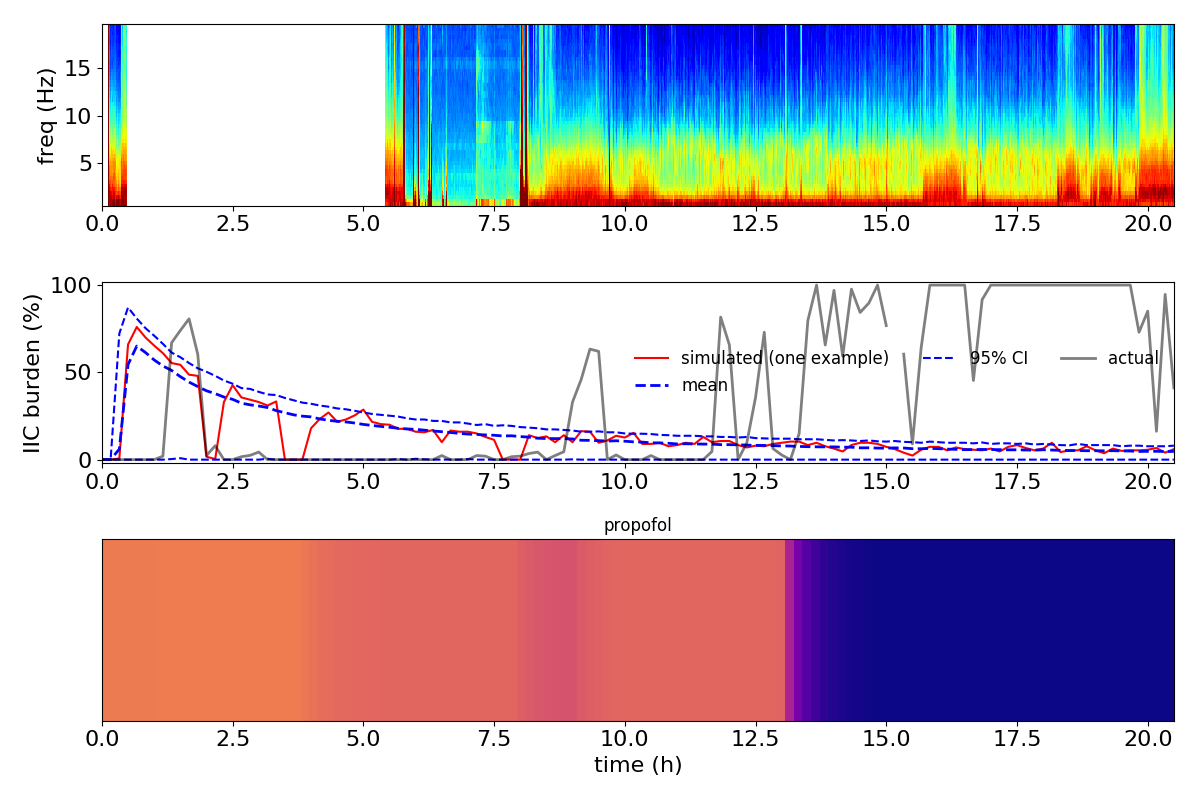 freq (Hz)
15
10
5
0.0 2.5 5.0 7.5 10.0 12.5 15.0 17.5 20.0
IIC burden (%)
100
50
0
simulated (one example) 95% CI actual
mean
0.0 2.5 5.0 7.5 10.0 12.5 15.0 17.5 20.0
propofol
0.0 2.5 5.0 7.5 10.0 12.5 15.0 17.5 20.0
time (h)